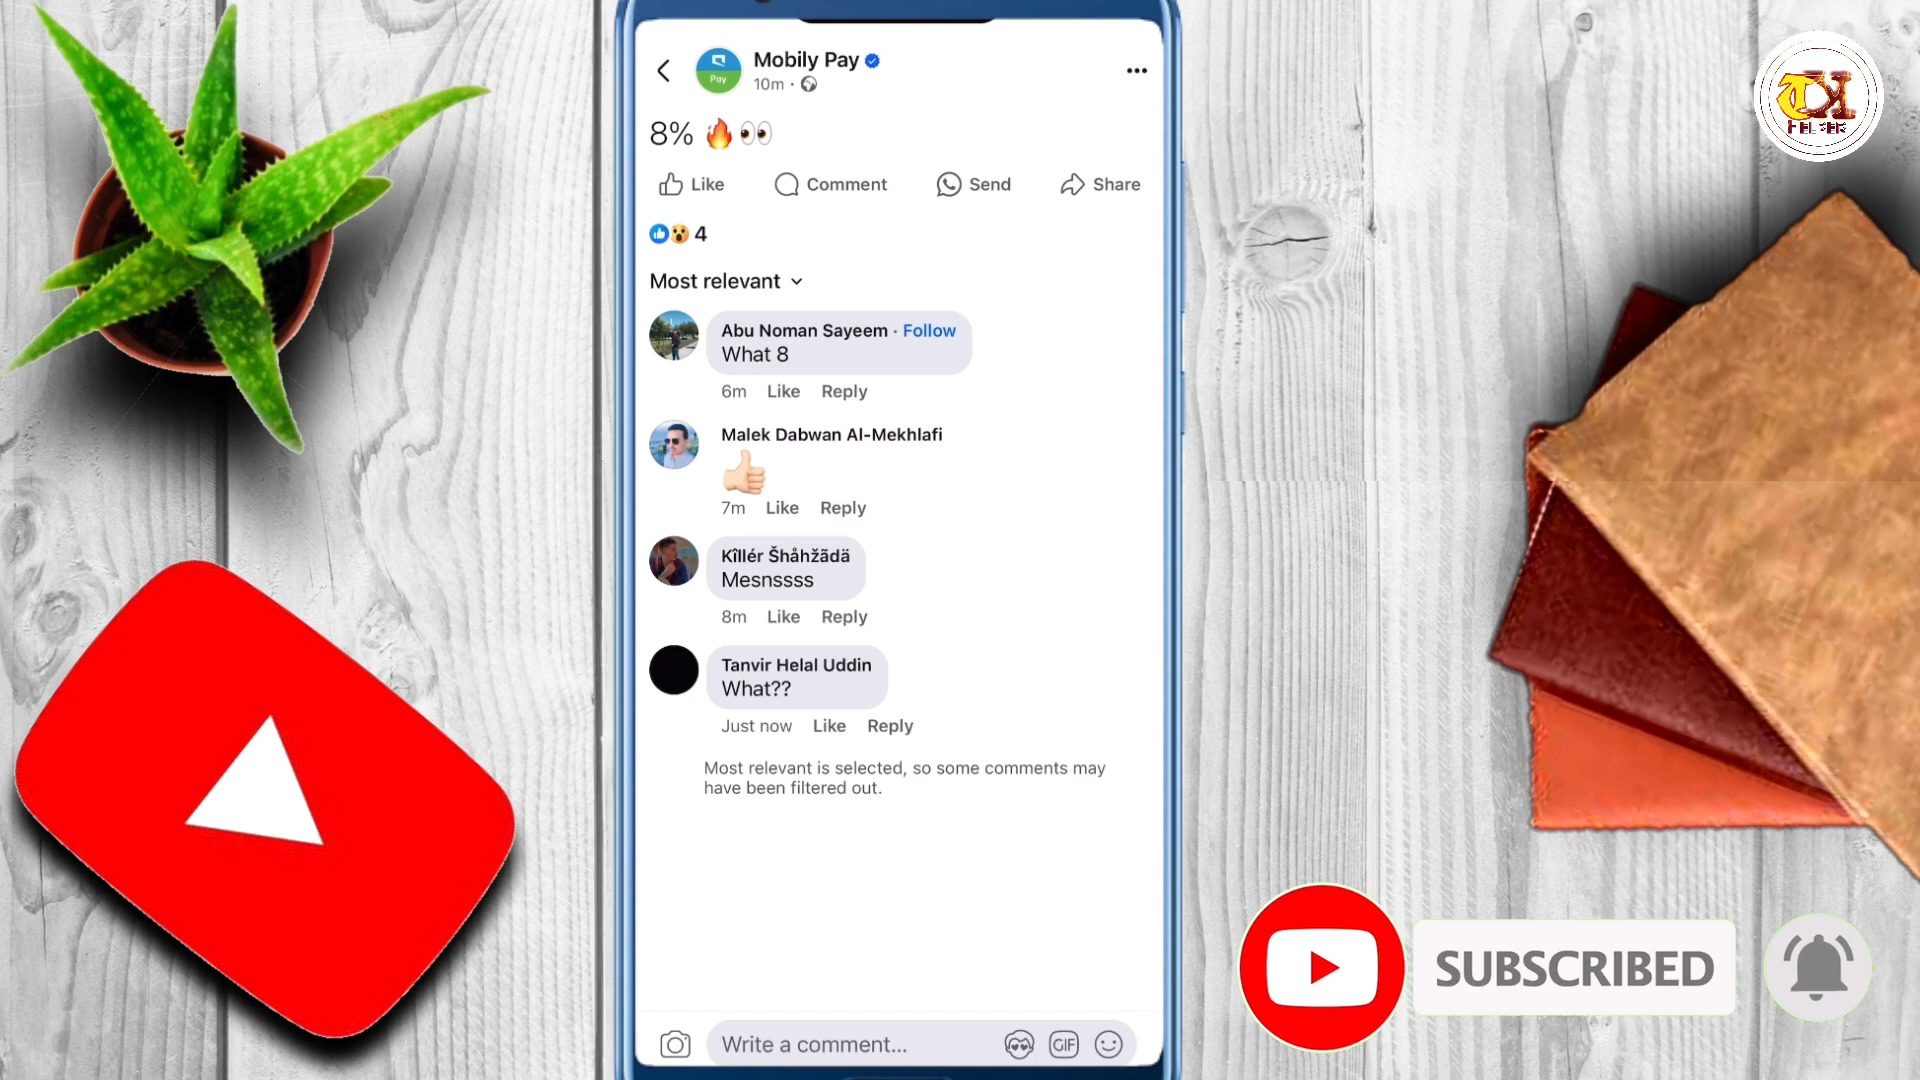 Mobily Pay
Pay
10m ·
8% 🔥👀
Like
Comment
Send
Share
4
Most relevant
Abu Noman Sayeem · Follow
What 8
6m Like Reply
Malek Dabwan Al-Mekhlafi
👍🏻
7m Like Reply
Kîllér Šhåhžãdä
Mesnssss
8m Like Reply
Tanvir Helal Uddin
What??
Just now Like Reply
Most relevant is selected, so some comments may
have been filtered out.
Write a comment...
GIF
SUBSCRIBED